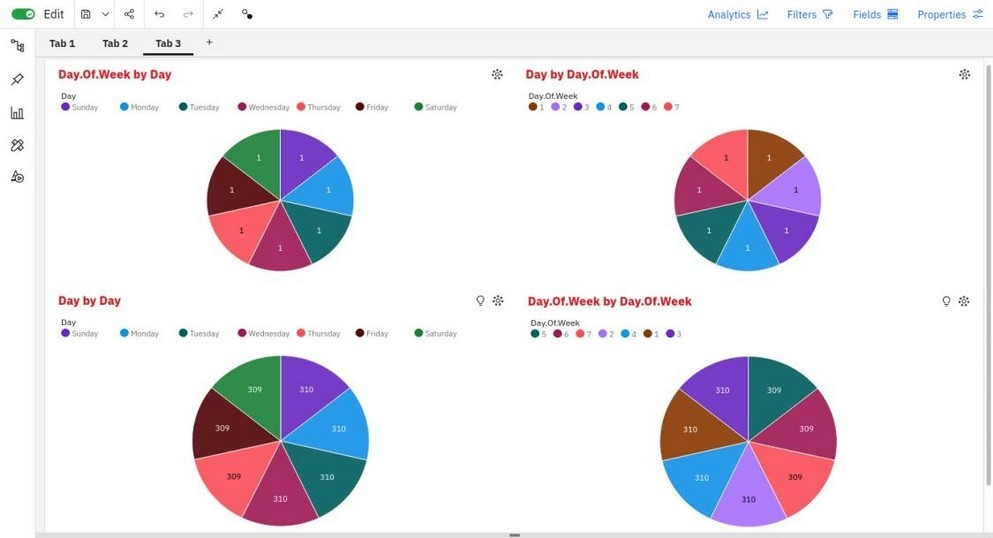 Edit
Analytics Filters Fields Properties
Tab 1 Tab 2 Tab 3 +
Day.Of.Week by Day
Day
Sunday Monday Tuesday Wednesday Thursday Friday Saturday
1 1 1 1 1 1 1
Day by Day.Of.Week
Day.Of.Week
1 2 3 4 5 6 7
1 1 1 1 1 1 1
Day by Day
Day
Sunday Monday Tuesday Wednesday Thursday Friday Saturday
309 310
309 310
309 310
310
Day.Of.Week by Day.Of.Week
Day.Of.Week
5 6 7 2 4 1 3
310 309
310 309
310 309
310